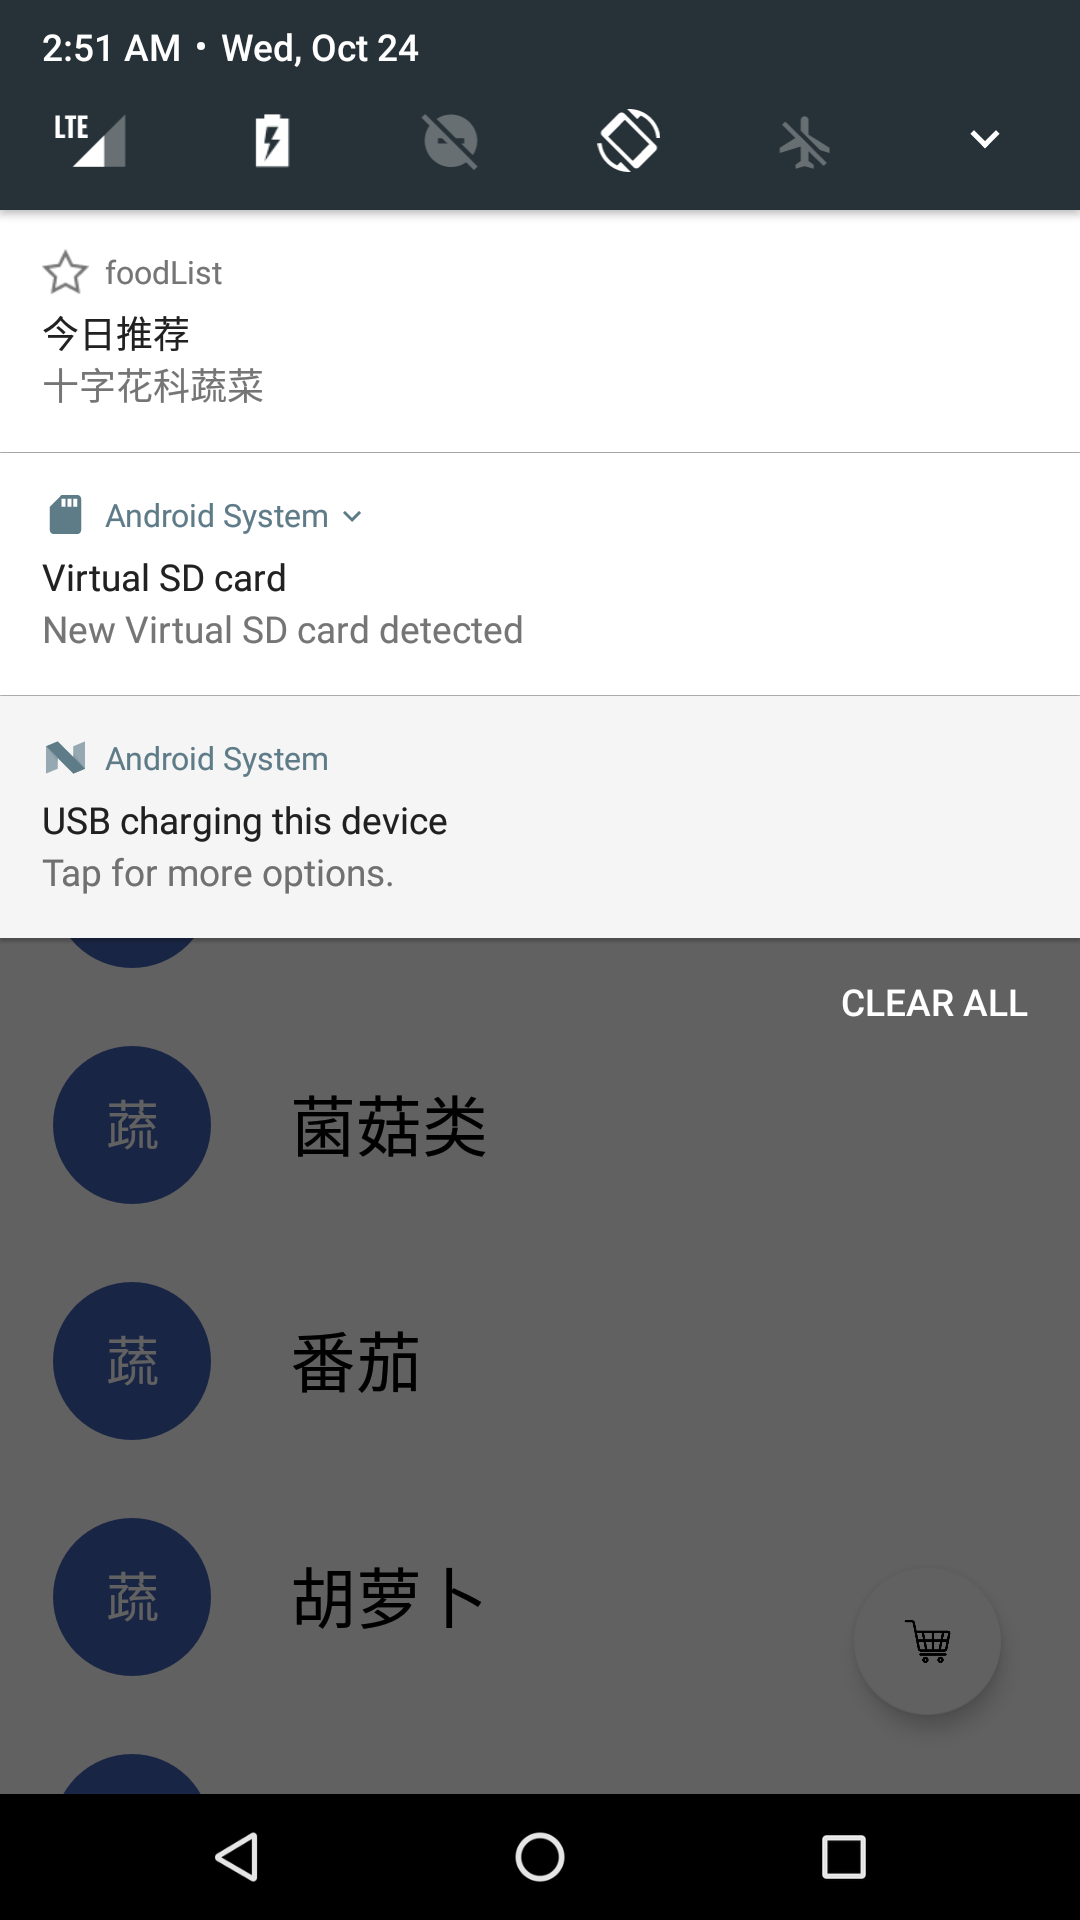 2:51 AM • Wed, Oct 24
LTE
foodList
今日推荐
十字花科蔬菜
Android System
Virtual SD card
New Virtual SD card detected
Android System
USB charging this device
Tap for more options.
CLEAR ALL
蔬 菌菇类
蔬 番茄
蔬 胡萝卜